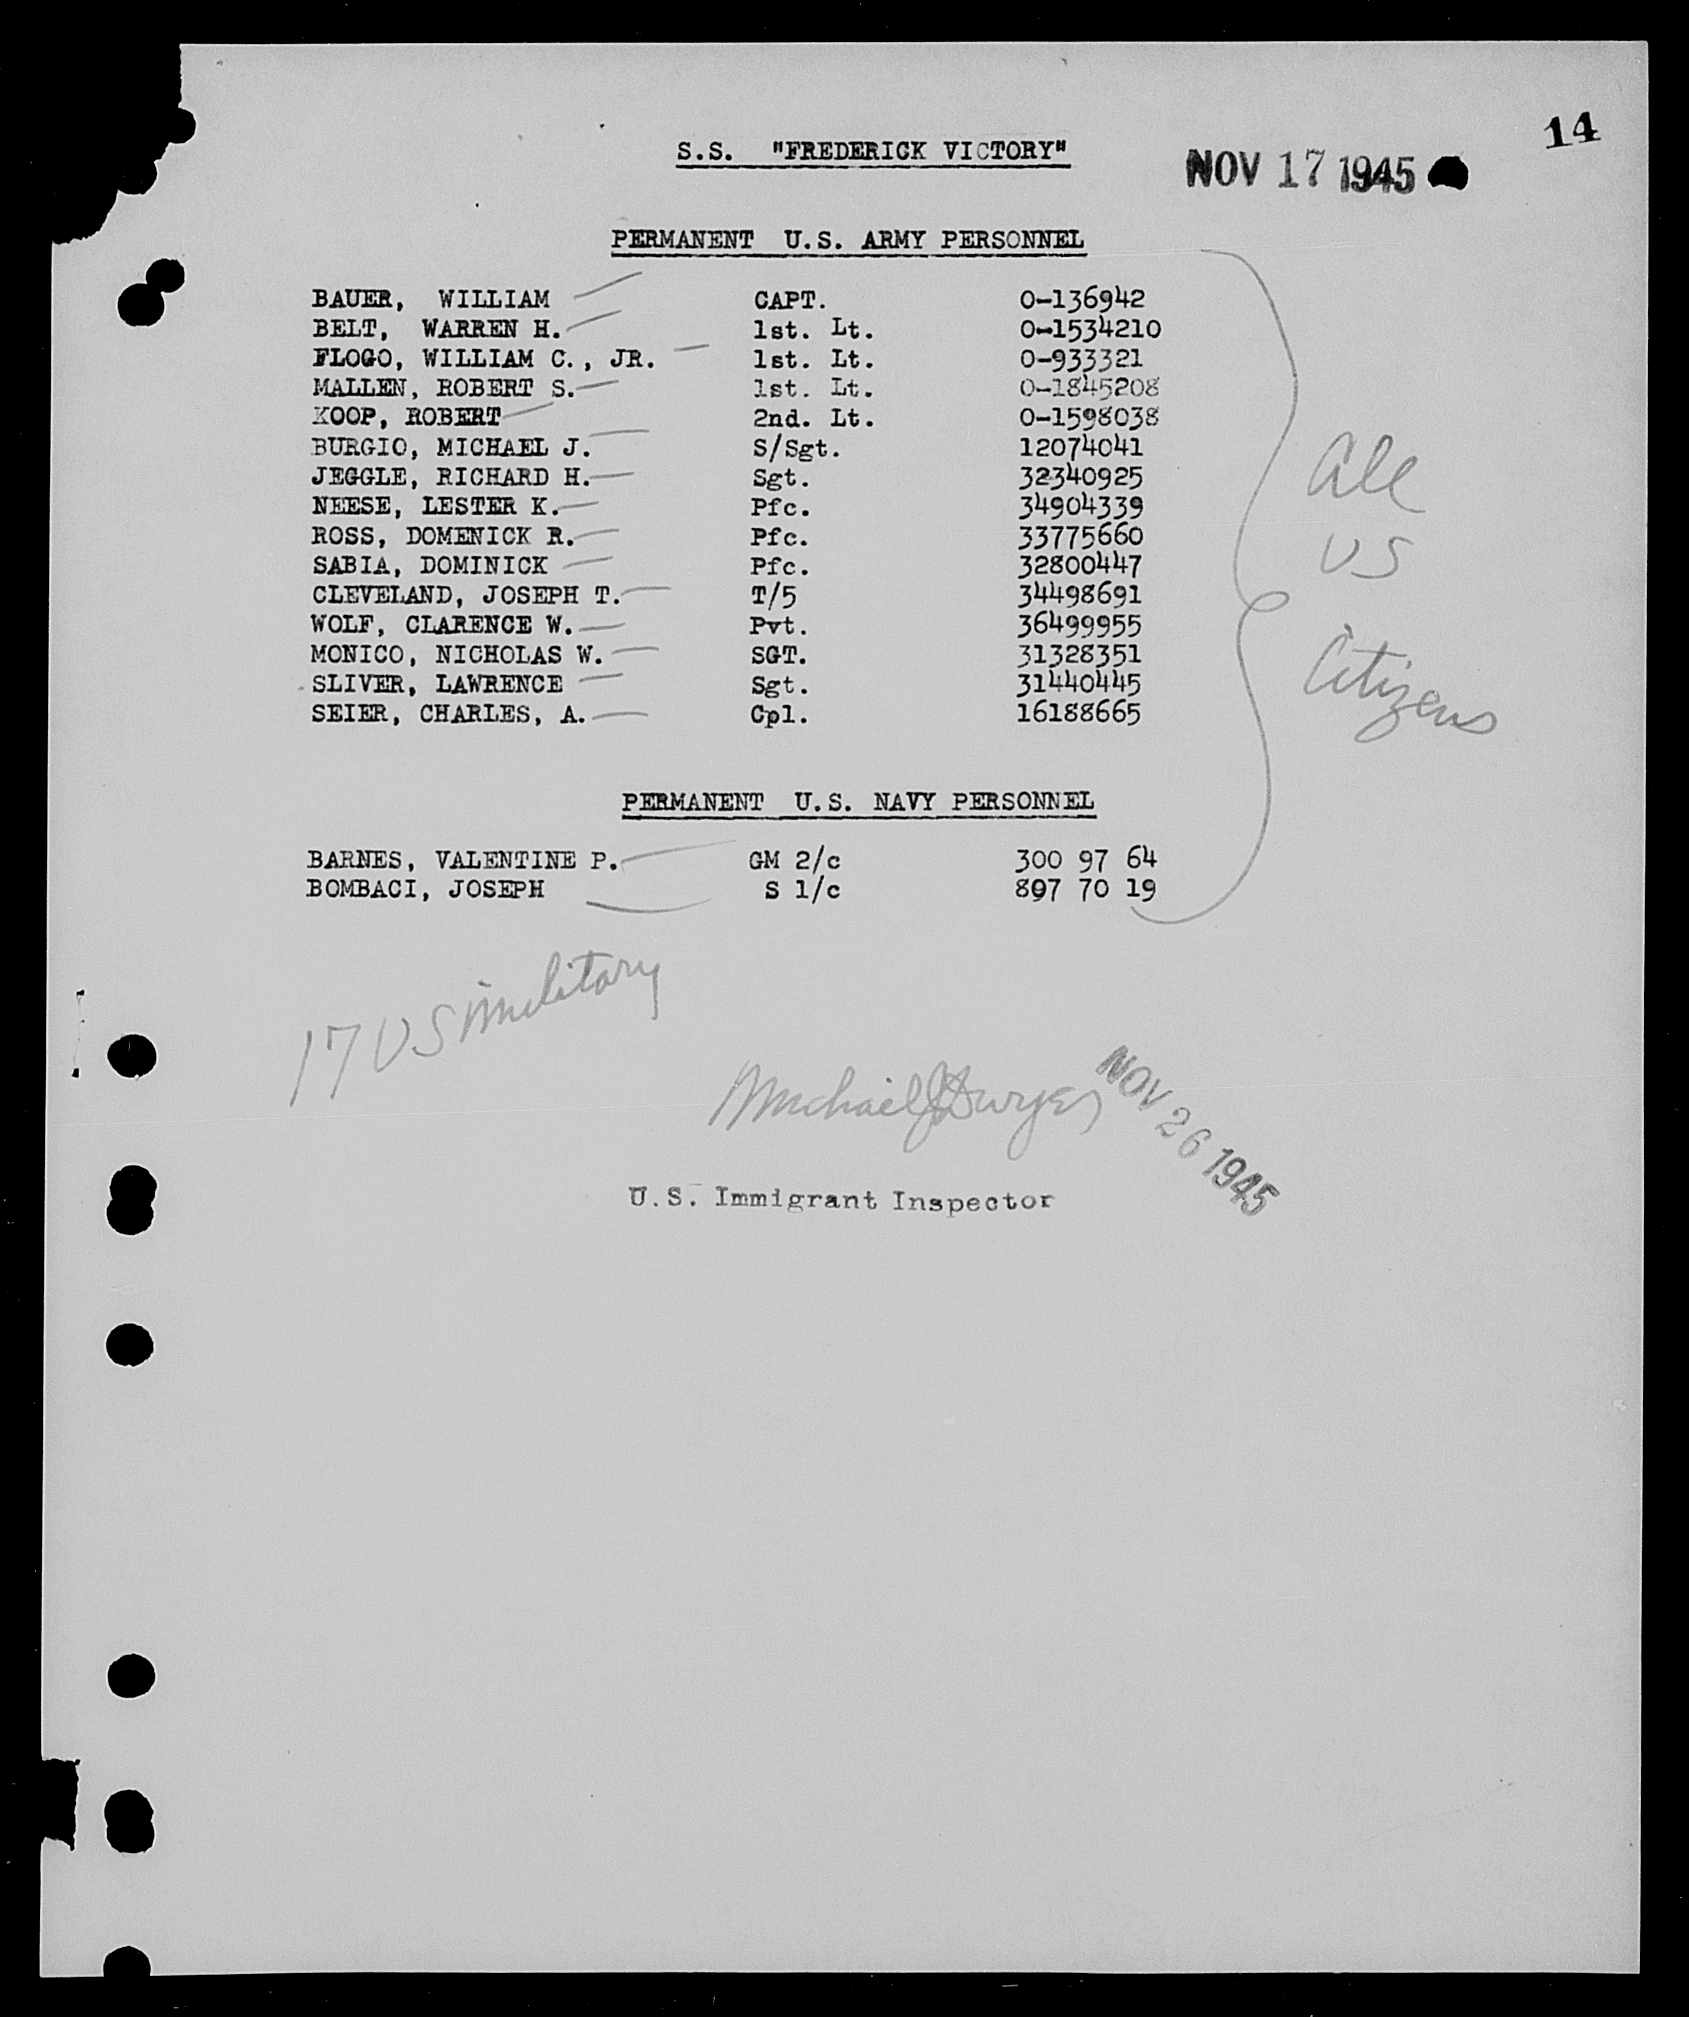 14
S.S. "FREDERICK VICTORY"
NOV 17 1945
PERMANENT U.S. ARMY PERSONNEL
BAUER, WILLIAM CAPT. O-136942
BELT, WARREN H. 1st. Lt. O-1534210
FLOGO, WILLIAM C., JR. 1st. Lt. O-933321
MALLEN, ROBERT S. 1st. Lt. O-1845208
KOOP, ROBERT 2nd. Lt. O-1598038
BURGIO, MICHAEL J. S/Sgt. 12074041
JEGGLE, RICHARD H. Sgt. 32340925
NEESE, LESTER K. Pfc. 34904339
ROSS, DOMENICK R. Pfc. 33775660
SABIA, DOMINICK Pfc. 32800447
CLEVELAND, JOSEPH T. T/5 34498691
WOLF, CLARENCE W. Pvt. 36499955
MONICO, NICHOLAS W. SGT. 31328351
SLIVER, LAWRENCE Sgt. 31440445
SEIER, CHARLES, A. Cpl. 16188665
all
US
Citizens
PERMANENT U.S. NAVY PERSONNEL
BARNES, VALENTINE P. GM 2/c 300 97 64
BOMBACI, JOSEPH S 1/c 897 70 19
17 US military
Michael J Dwyer
NOV 26 1945
U.S. Immigrant Inspector